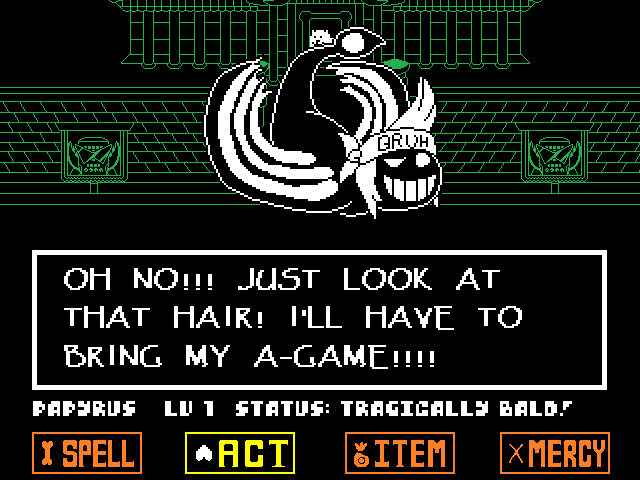 BRUH
OH NO!!! JUST LOOK AT
THAT HAIR! I'LL HAVE TO
BRING MY A-GAME!!!!
PAPYRUS LV 1 STATUS: TRAGICALLY BALD!
SPELL ACT ITEM MERCY